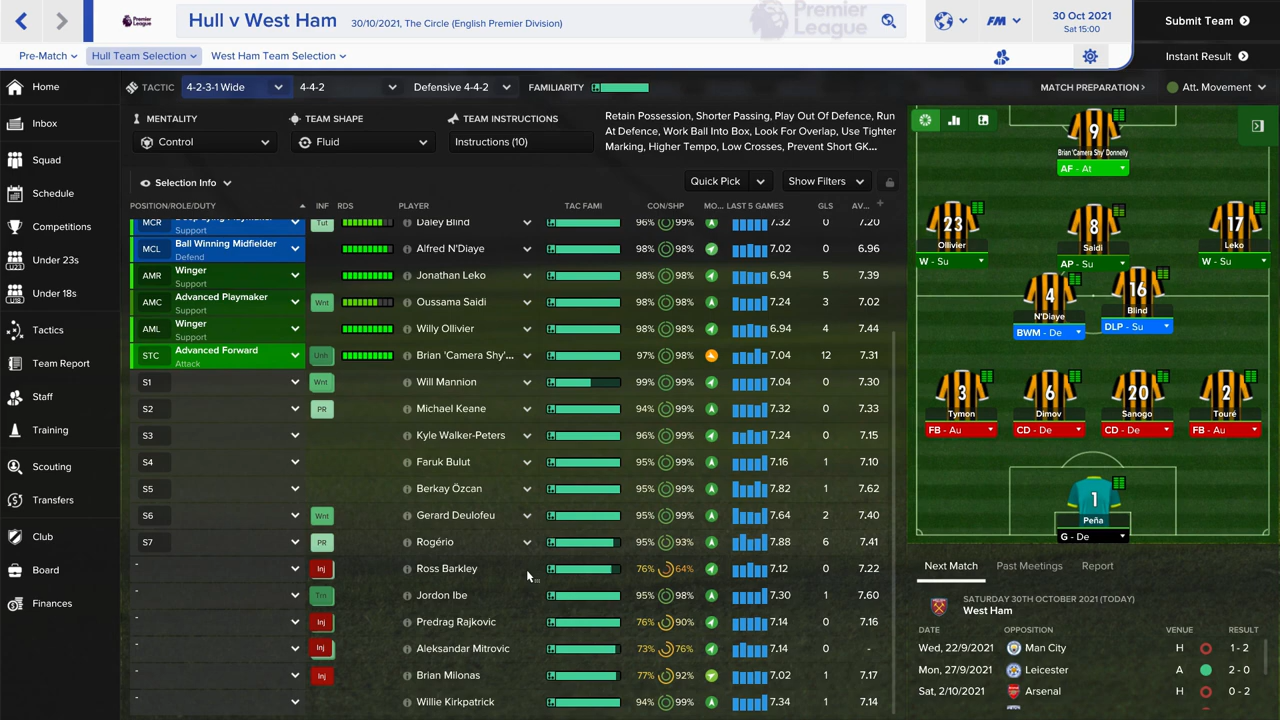 Hull v West Ham
30/10/2021, The Circle (English Premier Division)
Premier League
FM
30 Oct 2021
Sat 15:00
Submit Team
Pre-Match
Hull Team Selection
West Ham Team Selection
Instant Result
Home
Inbox
Squad
Schedule
Competitions
Under 23s
Under 18s
Tactics
Team Report
Staff
Training
Scouting
Transfers
Club
Board
Finances
TACTIC
4-2-3-1 Wide
4-4-2
Defensive 4-4-2
FAMILIARITY
MATCH PREPARATION
Att. Movement
MENTALITY
Control
TEAM SHAPE
Fluid
TEAM INSTRUCTIONS
Instructions (10)
Retain Possession, Shorter Passing, Play Out Of Defence, Run
At Defence, Work Ball Into Box, Look For Overlap, Use Tighter
Marking, Higher Tempo, Low Crosses, Prevent Short GK...
Selection Info
Quick Pick
Show Filters
POSITION/ROLE/DUTY INF RDS PLAYER TAC FAMI CON/SHP MO... LAST 5 GAMES GLS AV...
MCR Deep Lying Playmaker Support Tut Daley Blind 96% 98% 7.32 0 7.20
MCL Ball Winning Midfielder Defend Alfred N'Diaye 98% 98% 7.02 0 6.96
AMR Winger Support Jonathan Leko 98% 98% 6.94 5 7.39
AMC Advanced Playmaker Support Wnt Oussama Saidi 98% 98% 7.24 3 7.02
AML Winger Support Willy Ollivier 98% 98% 6.94 4 7.44
STC Advanced Forward Attack Unh Brian 'Camera Shy'... 97% 98% 7.04 12 7.31
S1 Wnt Will Mannion 99% 99% 7.04 0 7.30
S2 PR Michael Keane 94% 99% 7.32 0 7.33
S3 Kyle Walker-Peters 96% 99% 7.24 0 7.15
S4 Faruk Bulut 95% 99% 7.16 1 7.10
S5 Berkay Özcan 95% 99% 7.82 1 7.62
S6 Wnt Gerard Deulofeu 95% 99% 7.64 2 7.40
S7 PR Rogério 95% 93% 7.88 6 7.41
- Inj Ross Barkley 76% 64% 7.12 0 7.22
- Trn Jordon Ibe 95% 98% 7.30 1 7.60
- Inj Predrag Rajkovic 76% 90% 7.14 0 7.16
- Inj Aleksandar Mitrovic 73% 76% 7.14 0 -
- Inj Brian Milonas 77% 92% 7.02 1 7.17
- Willie Kirkpatrick 94% 99% 7.34 1 7.14
9
Brian 'Camera Shy' Donnelly
AF - At
23 8 17
Ollivier Saidi Leko
W - Su AP - Su W - Su
4 16
N'Diaye Blind
BWM - De DLP - Su
3 6 20 2
Tymon Dimov Sanogo Touré
FB - Au CD - De CD - De FB - Au
1
Peña
G - De
Next Match Past Meetings Report
SATURDAY 30TH OCTOBER 2021 (TODAY)
West Ham
DATE OPPOSITION VENUE RESULT
Wed, 22/9/2021 Man City H 1 - 2
Mon, 27/9/2021 Leicester A 2 - 0
Sat, 2/10/2021 Arsenal H 0 - 2